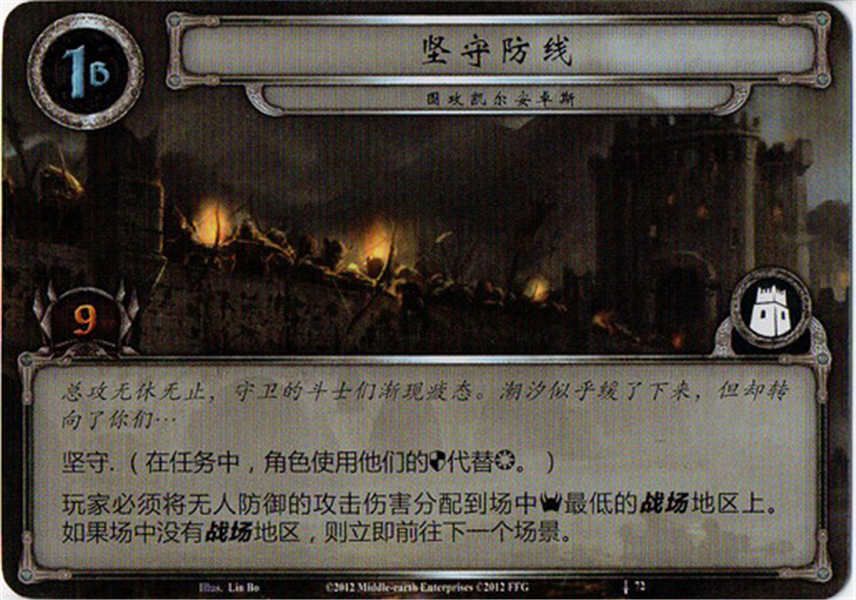 1B
坚守防线
围攻凯尔安卓斯
9
总攻无休无止，守卫的斗士们渐现疲态。潮汐似乎缓了下来，但却转
向了你们…
坚守.（在任务中，角色使用他们的代替。）
玩家必须将无人防御的攻击伤害分配到场中最低的战场地区上。
如果场中没有战场地区，则立即前往下一个场景。
Illus. Lin Bo ©2012 Middle-earth Enterprises ©2012 FFG 72